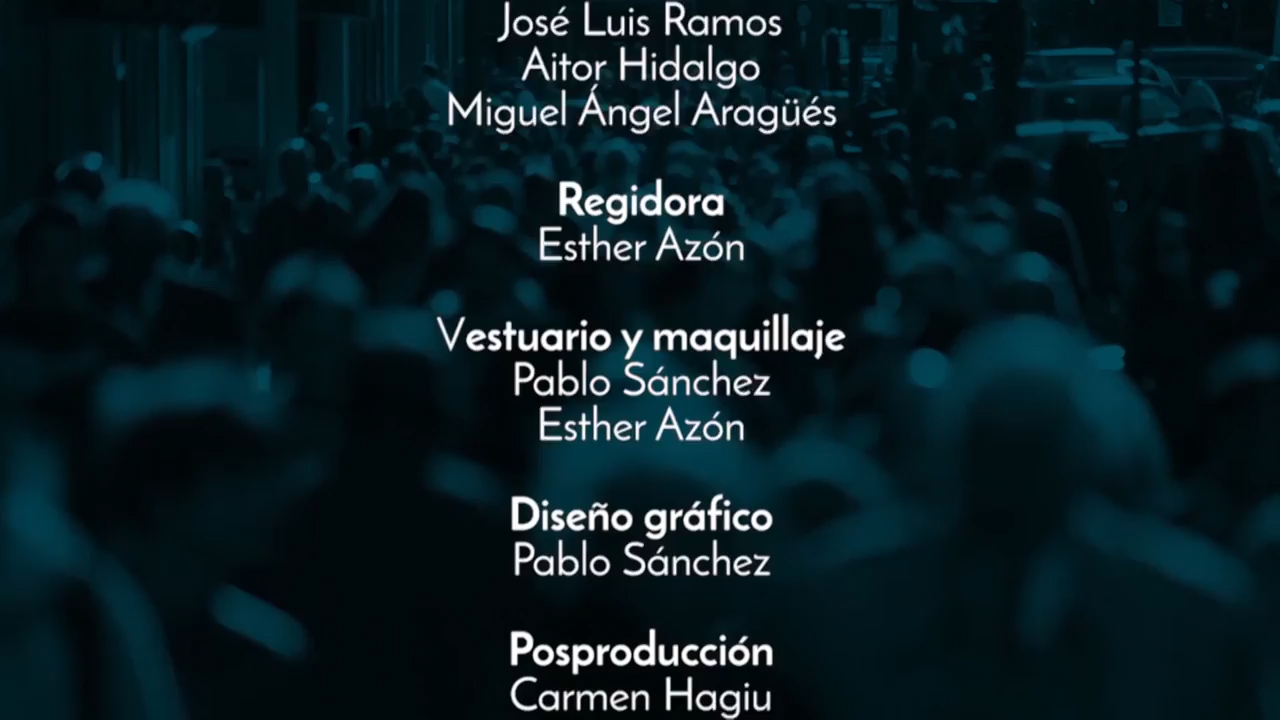 José Luis Ramos
Aitor Hidalgo
Miguel Ángel Aragüés
Regidora
Esther Azón
Vestuario y maquillaje
Pablo Sánchez
Esther Azón
Diseño gráfico
Pablo Sánchez
Posproducción
Carmen Hagiu